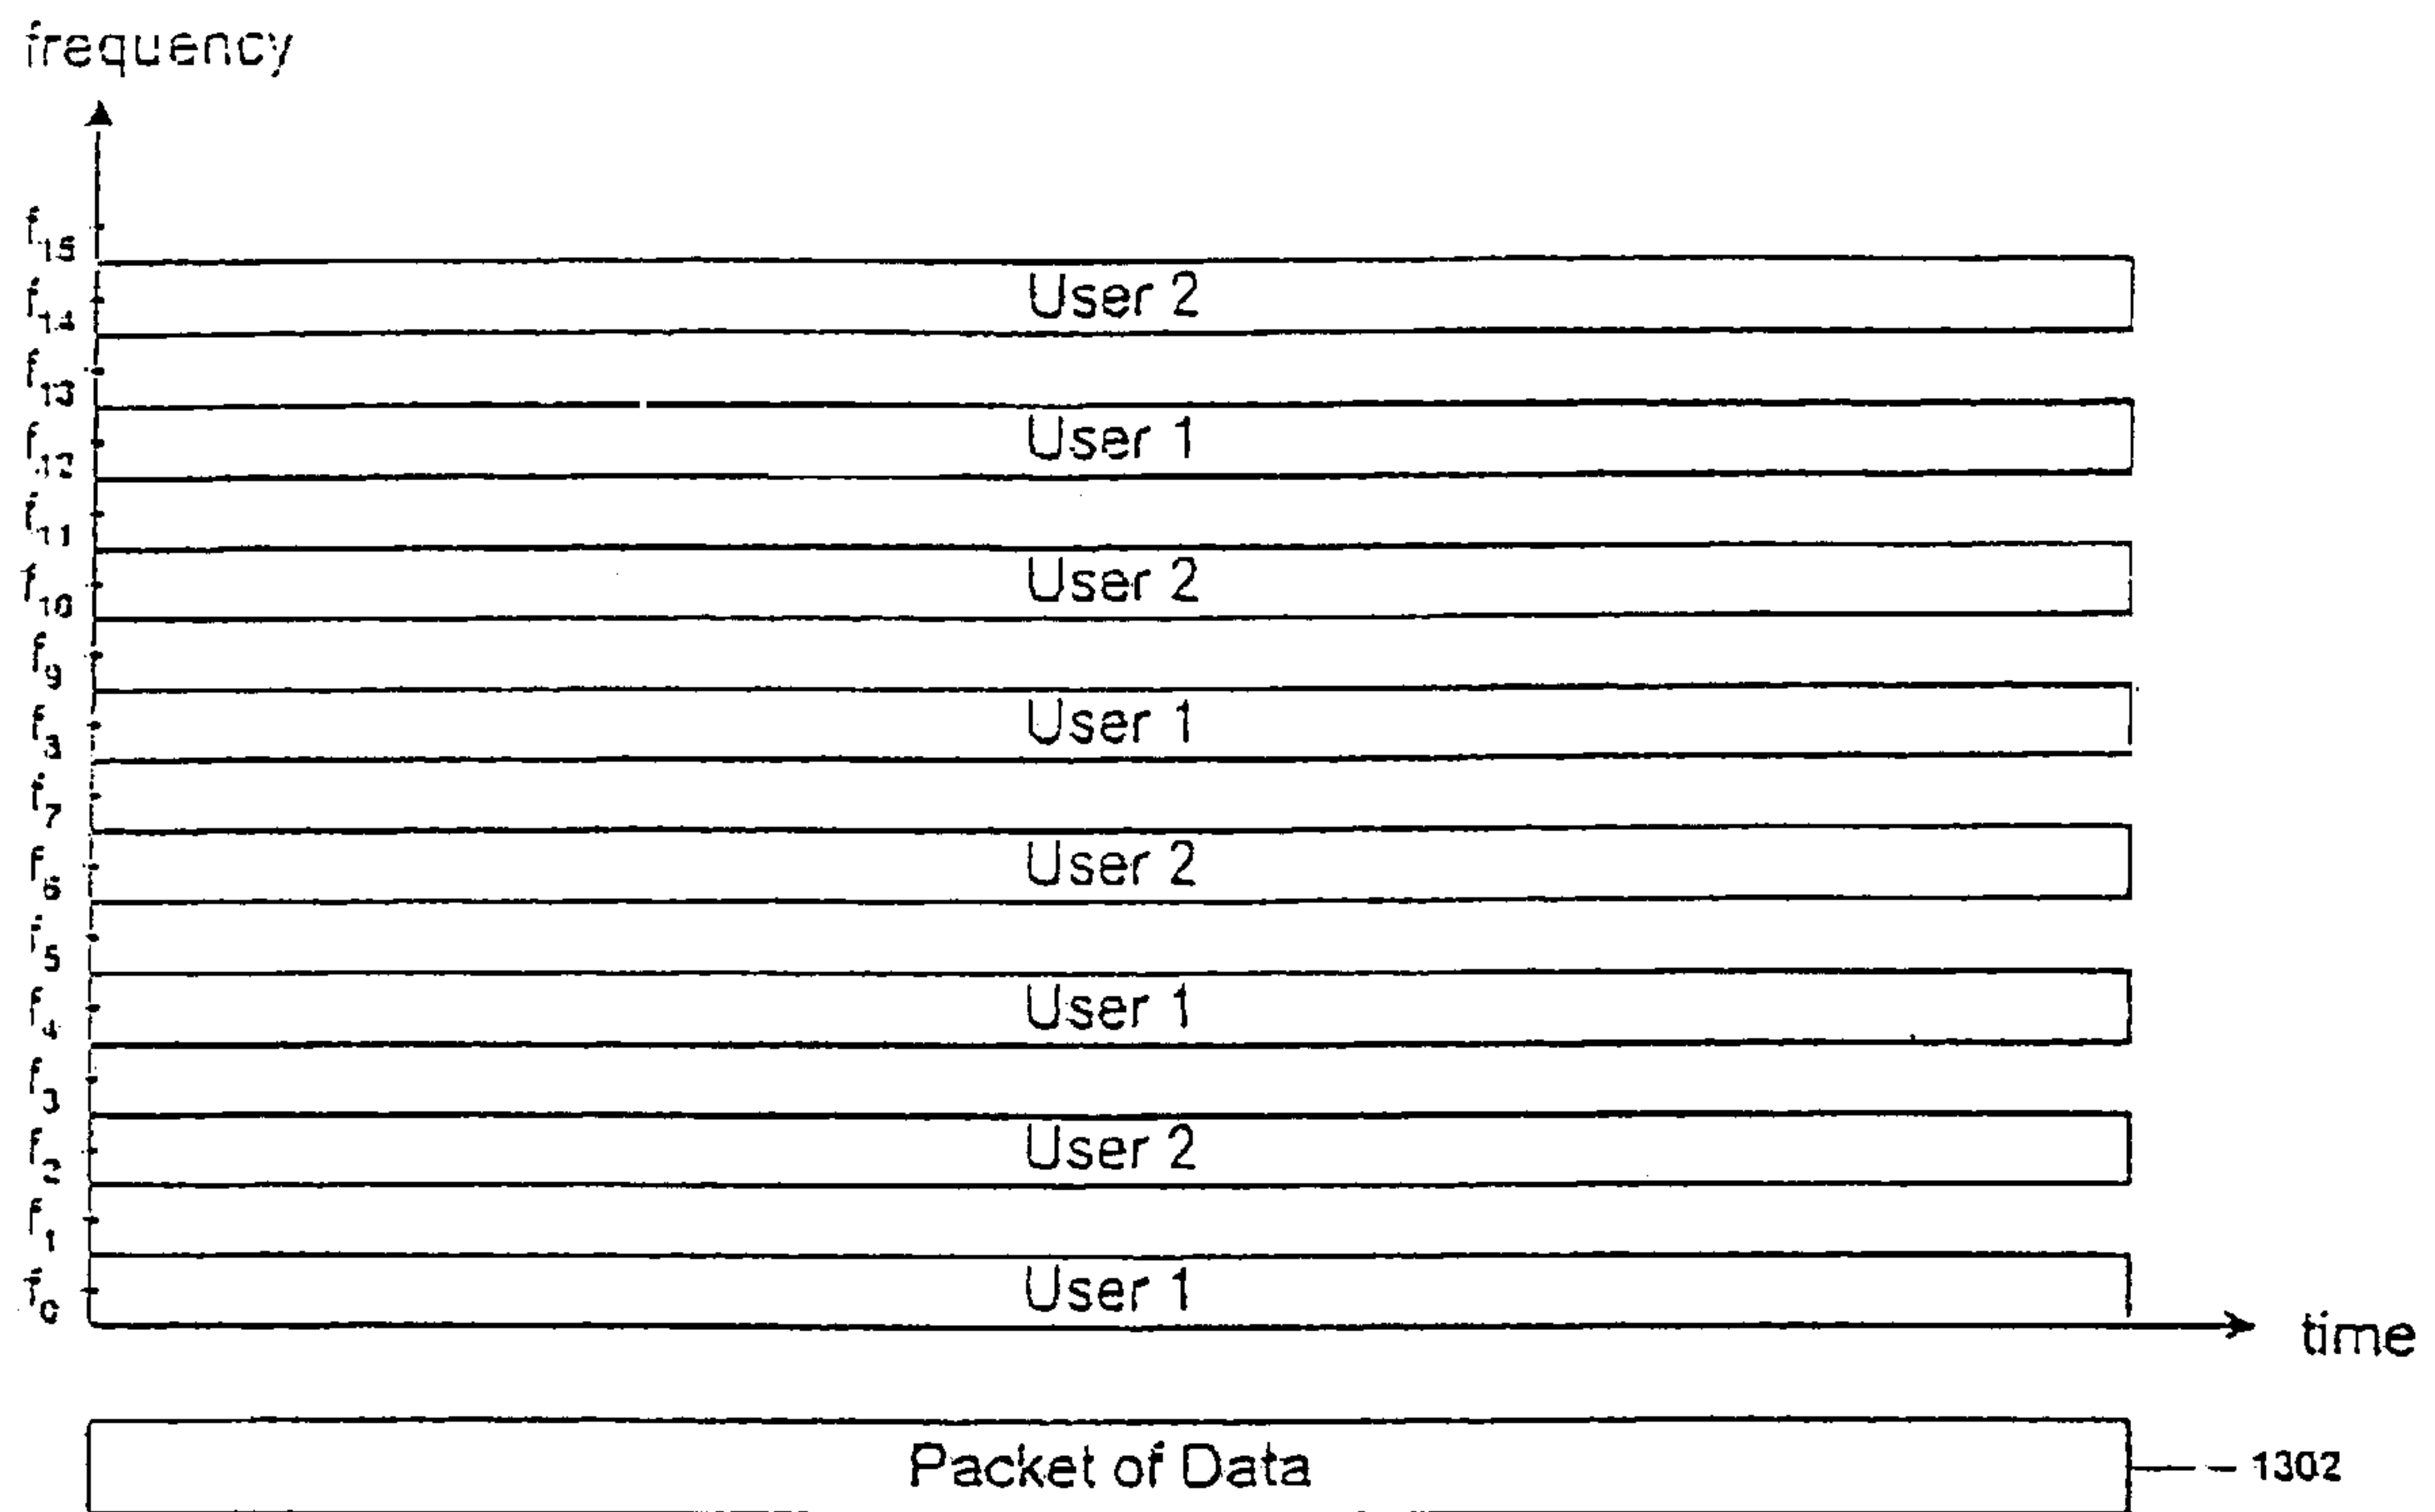 frequency
f15
User 2
f14
f13
User 1
f12
f11
User 2
f10
f9
User 1
f8
f7
User 2
f6
f5
User 1
f4
f3
User 2
f2
f1
User 1
f0
time
Packet of Data
1302